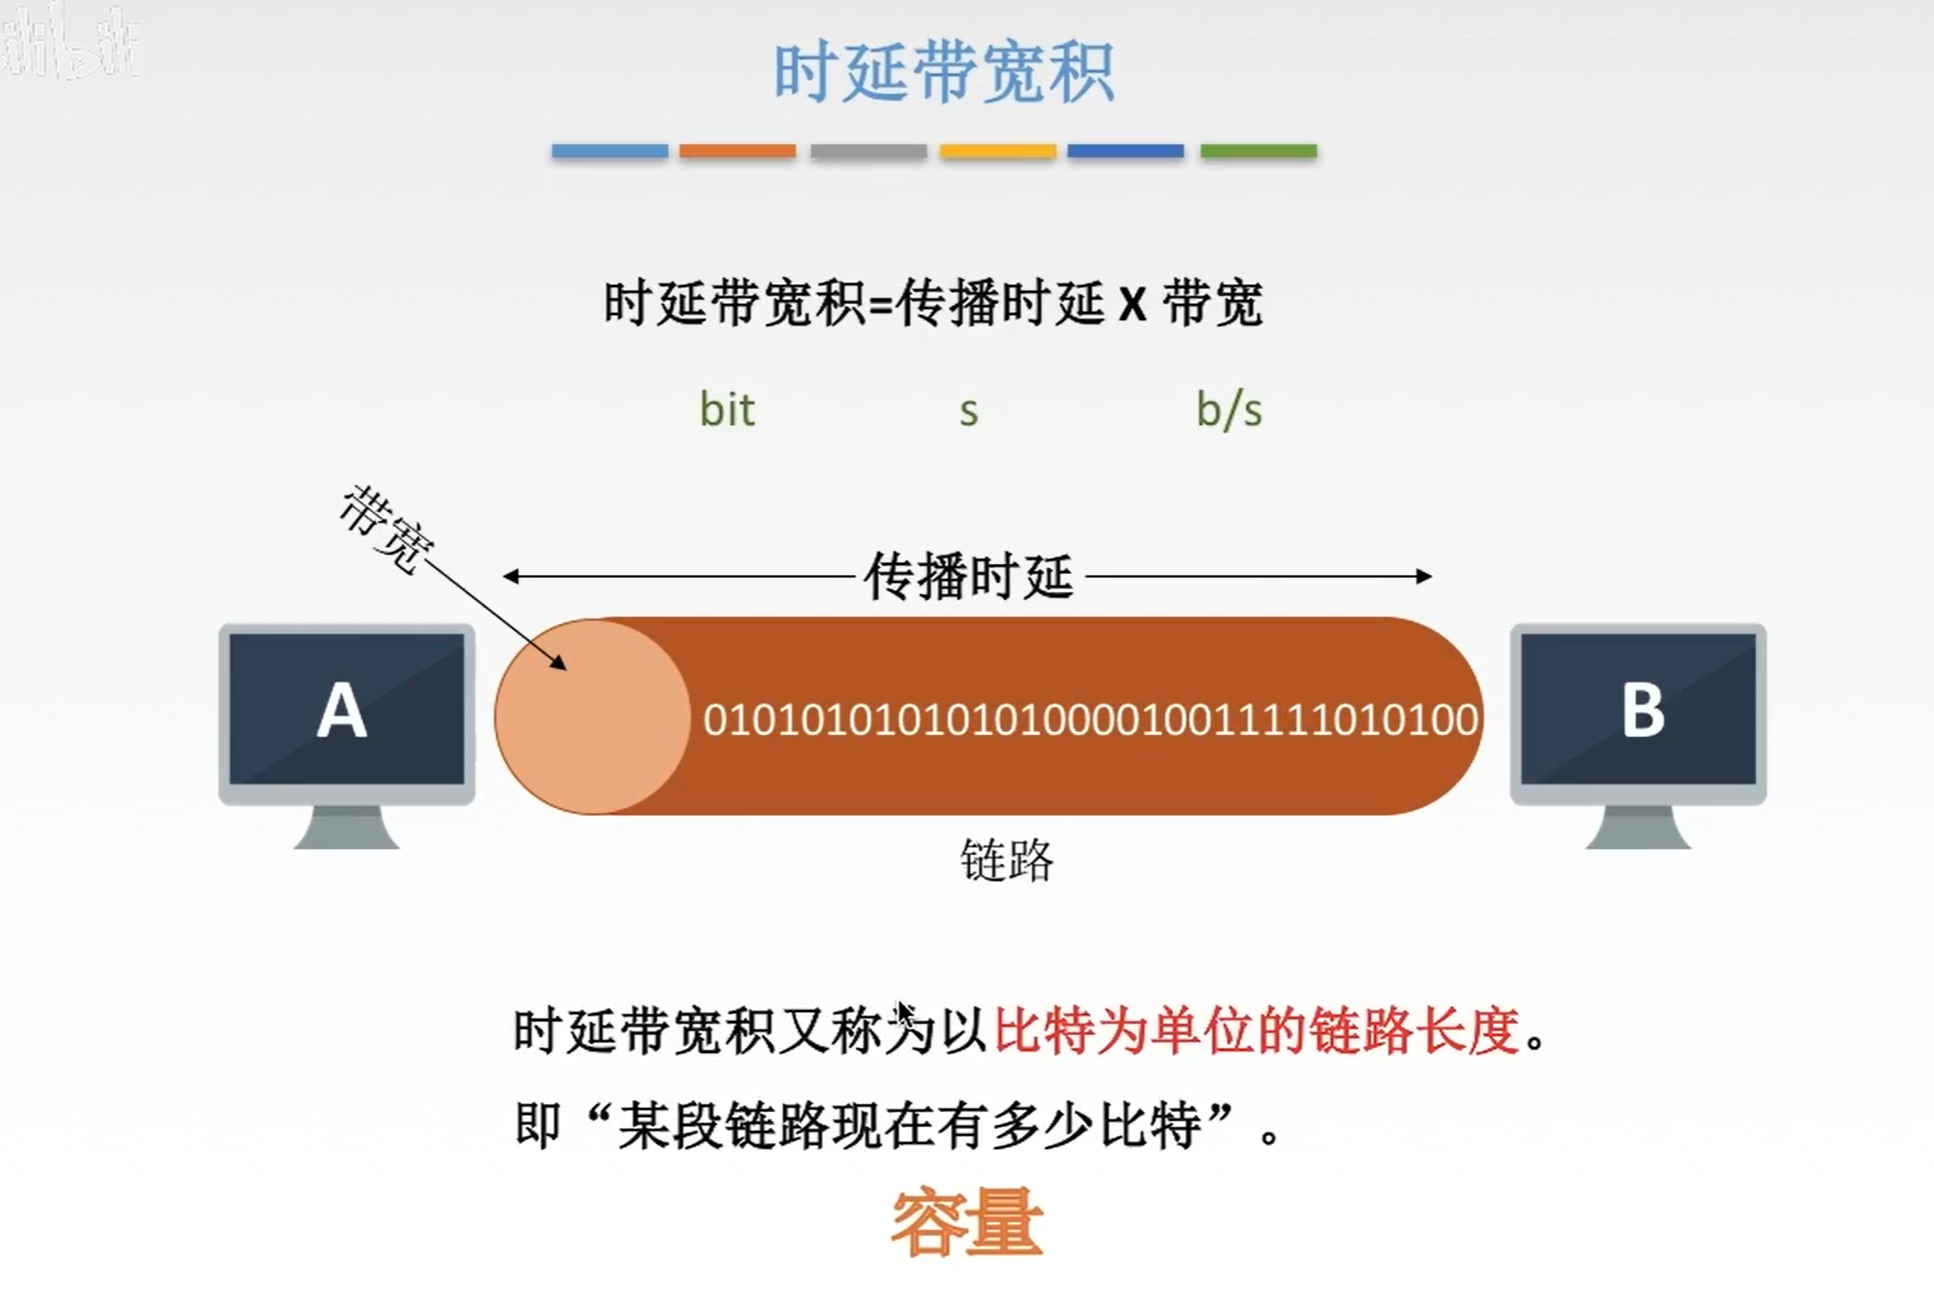 bilibili
时延带宽积
时延带宽积=传播时延 X 带宽
bit s b/s
带宽
传播时延
A
01010101010101000010011111010100
B
链路
时延带宽积又称为以比特为单位的链路长度。
即“某段链路现在有多少比特”。
容量